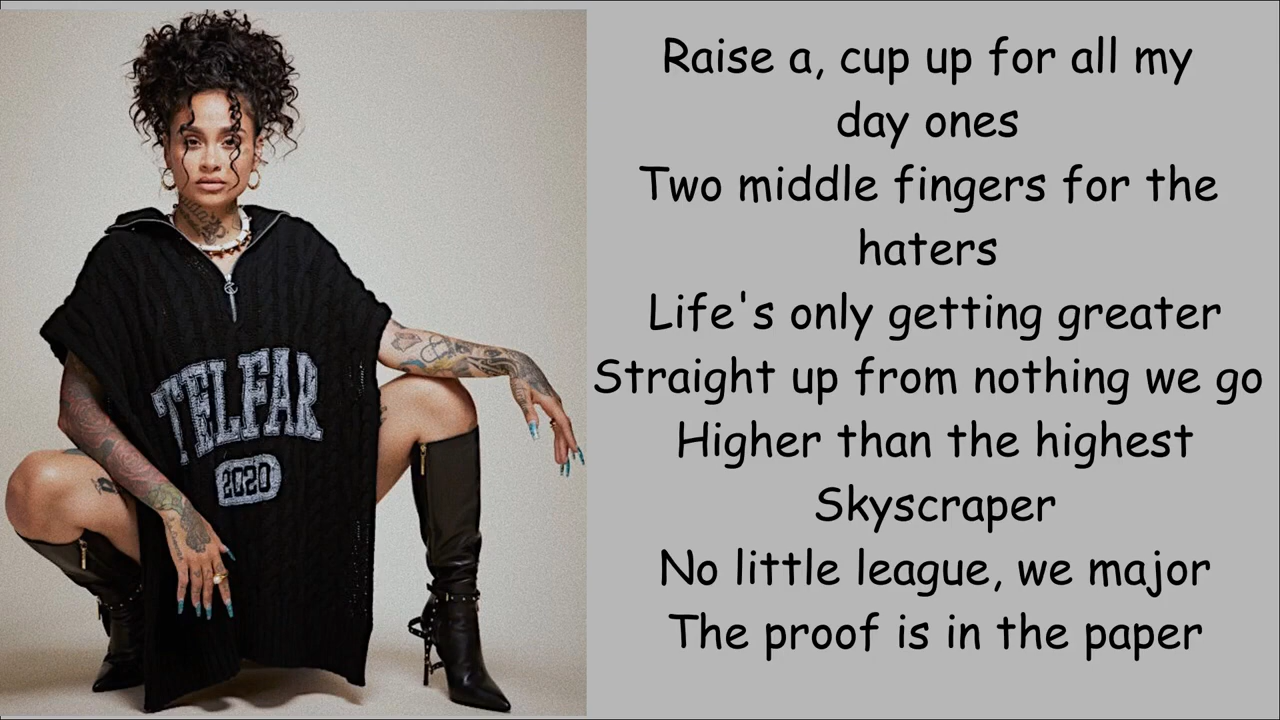 TELFAR
2020
Raise a, cup up for all my
day ones
Two middle fingers for the
haters
Life's only getting greater
Straight up from nothing we go
Higher than the highest
Skyscraper
No little league, we major
The proof is in the paper